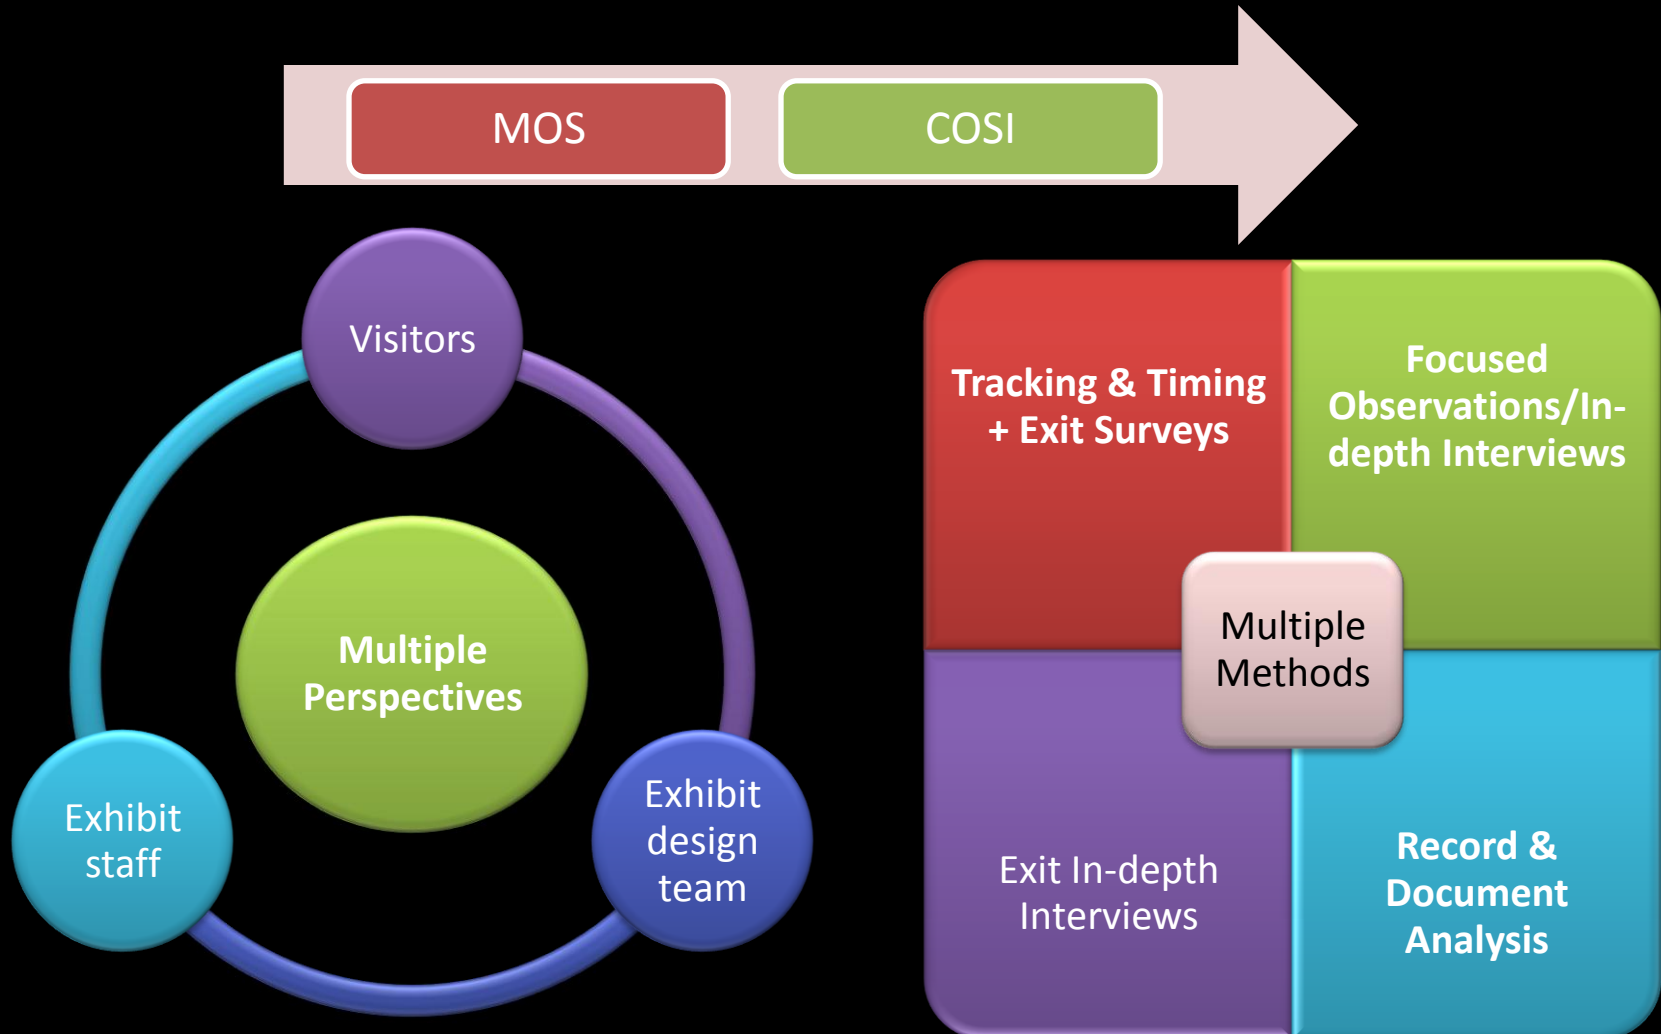 MOS
COSI
Visitors
Multiple
Perspectives
Exhibit
staff
Exhibit
design
team
Tracking & Timing
+ Exit Surveys
Focused
Observations/In-
depth Interviews
Multiple
Methods
Exit In-depth
Interviews
Record &
Document
Analysis